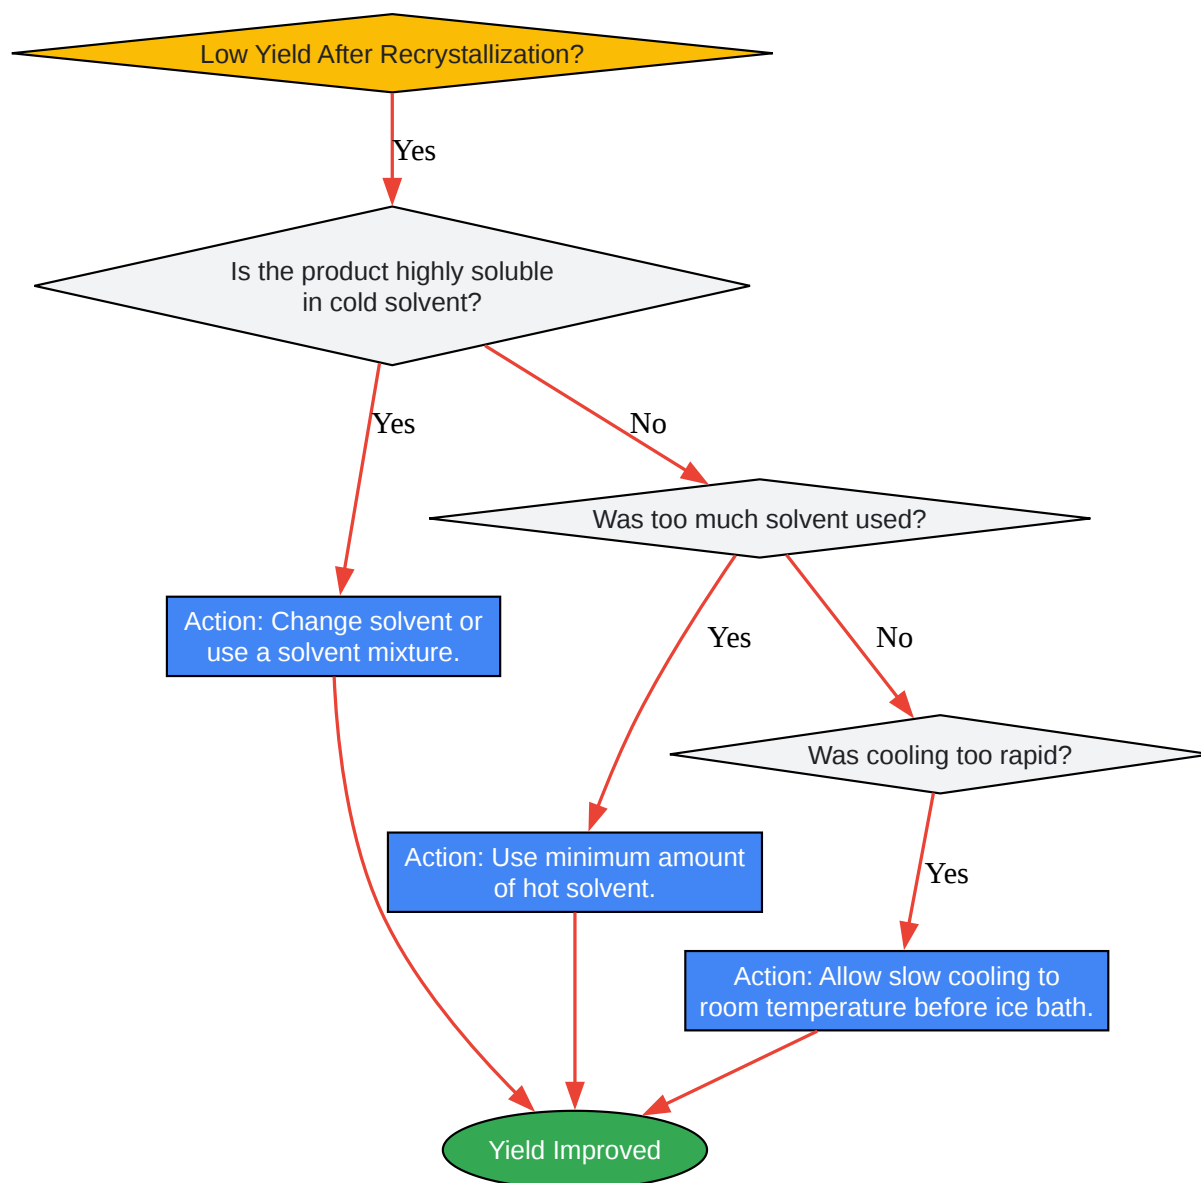 Low Yield After Recrystallization?
Yes
Is the product highly soluble
in cold solvent?
Yes
No
Was too much solvent used?
Action: Change solvent or
use a solvent mixture.
Yes
No
Was cooling too rapid?
Action: Use minimum amount
of hot solvent.
Yes
Action: Allow slow cooling to
room temperature before ice bath.
Yield Improved